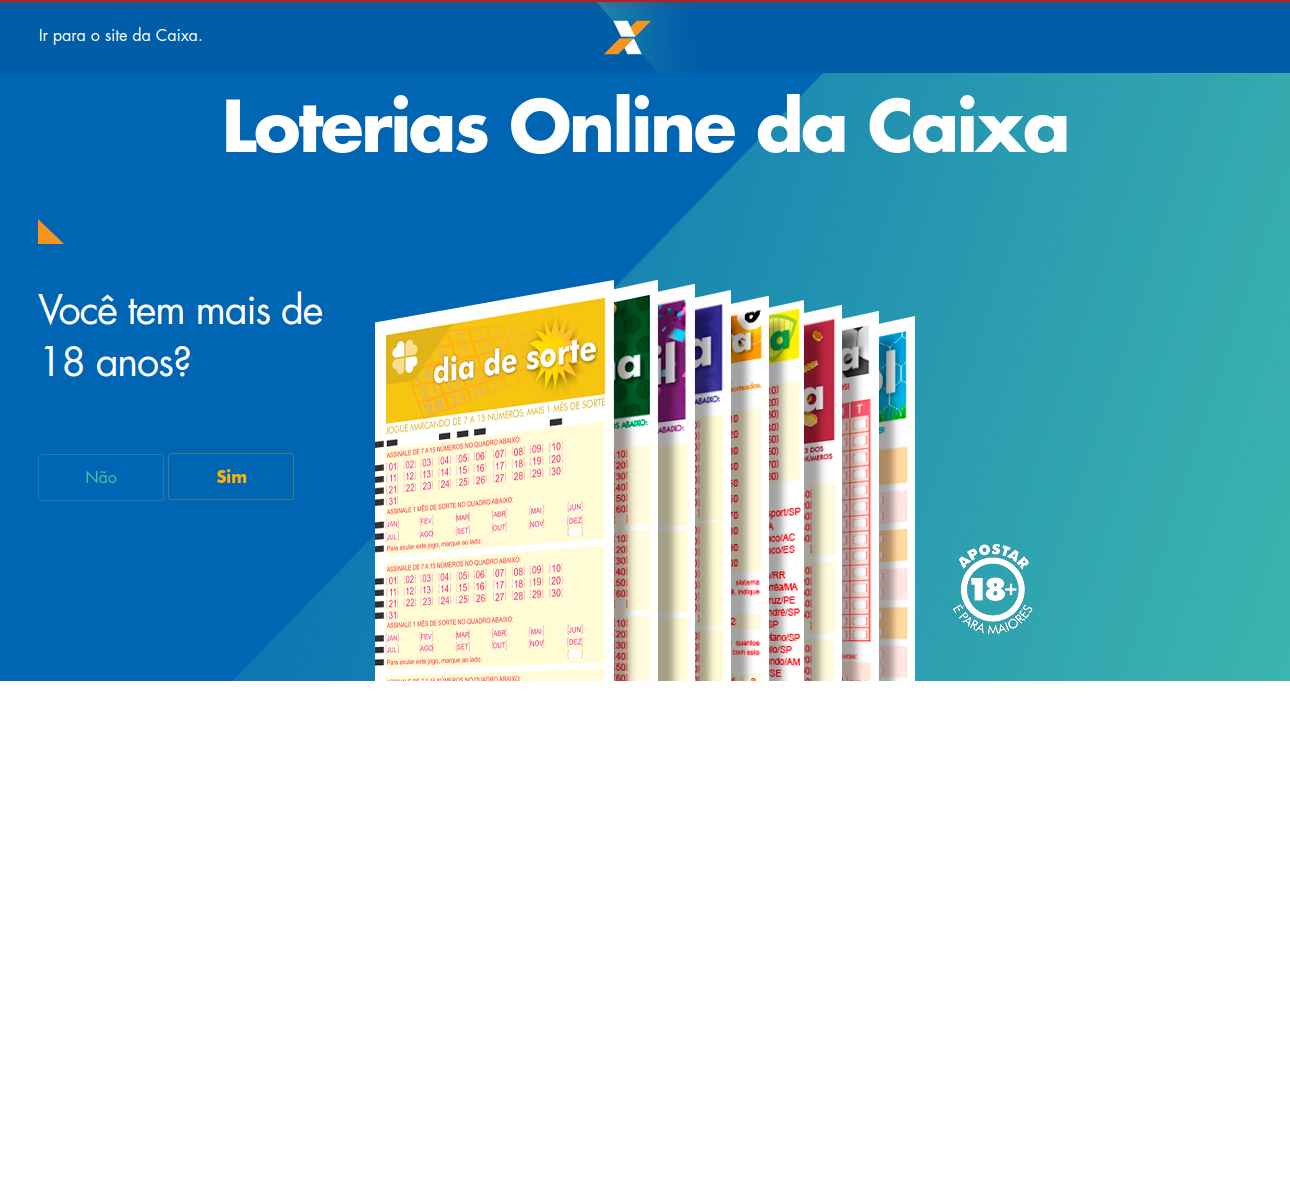 Ir para o site da Caixa.
Loterias Online da Caixa
Você tem mais de
18 anos?
Não
Sim
dia de sorte
JOGUE MARCANDO DE 7 A 15 NÚMEROS, MAIS 1 MÊS DE SORTE
ASSINALE DE 7 A 15 NÚMEROS NO QUADRO ABAIXO:
01 02 03 04 05 06 07 08 09 10
11 12 13 14 15 16 17 18 19 20
21 22 23 24 25 26 27 28 29 30
31
ASSINALE 1 MÊS DE SORTE NO QUADRO ABAIXO:
JAN FEV MAR ABR MAI JUN
JUL AGO SET OUT NOV DEZ
Para anular este jogo, marque ao lado:
ASSINALE DE 7 A 15 NÚMEROS NO QUADRO ABAIXO:
01 02 03 04 05 06 07 08 09 10
11 12 13 14 15 16 17 18 19 20
21 22 23 24 25 26 27 28 29 30
31
ASSINALE 1 MÊS DE SORTE NO QUADRO ABAIXO:
JAN FEV MAR ABR MAI JUN
JUL AGO SET OUT NOV DEZ
Para anular este jogo, marque ao lado:
APOSTAR
18+
É PARA MAIORES